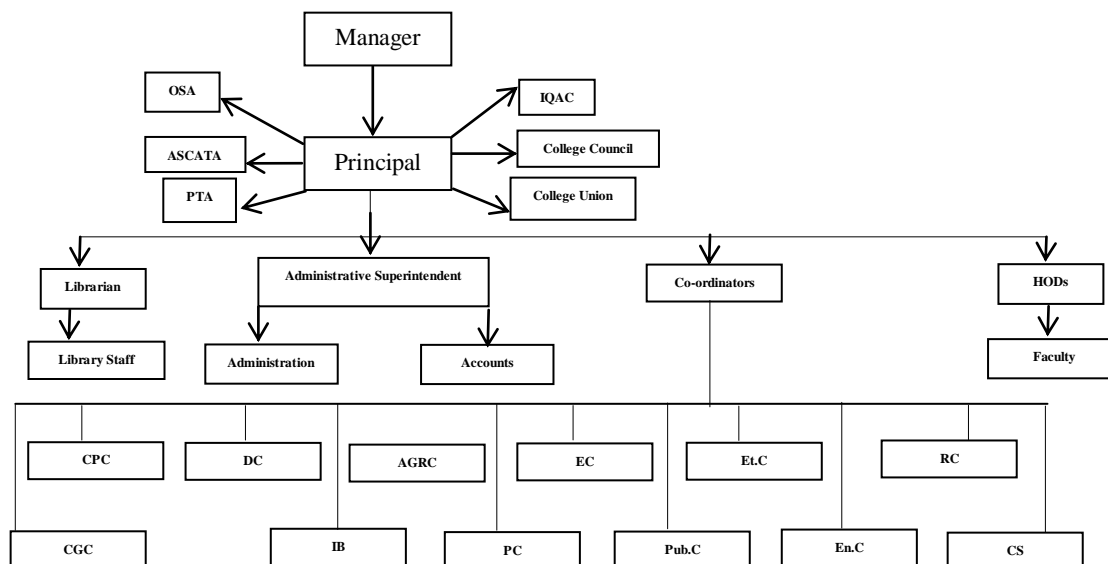 Manager
OSA
IQAC
Principal
College Council
ASCATA
PTA
College Union
Librarian
Administrative Superintendent
Co-ordinators
HODs
Library Staff
Administration
Accounts
Faculty
CPC
DC
AGRC
EC
Et.C
RC
CGC
IB
PC
Pub.C
En.C
CS